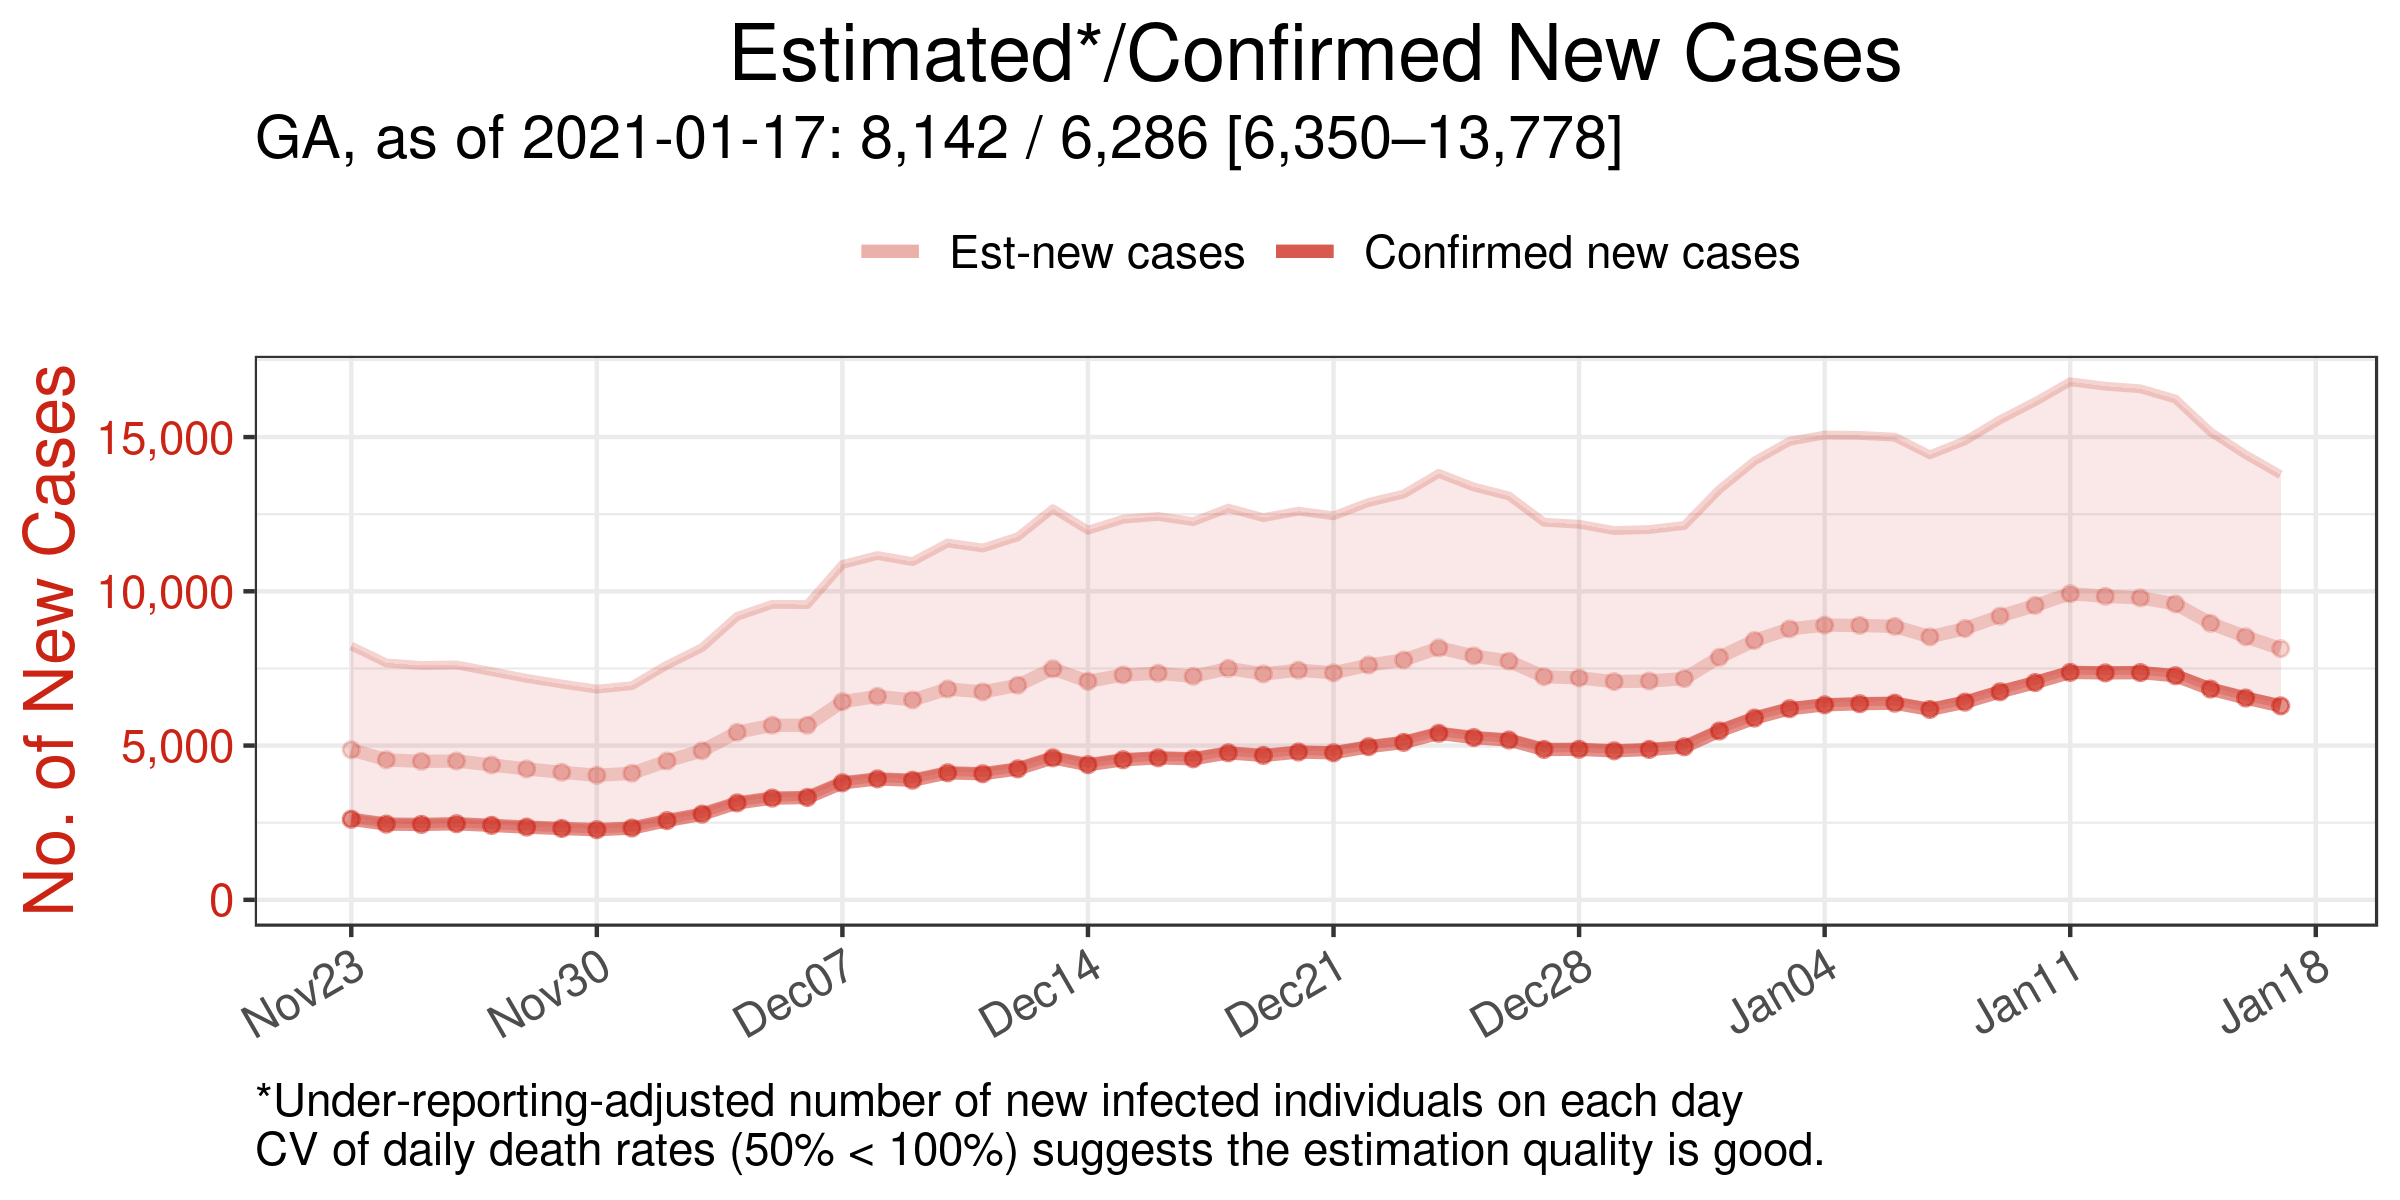 Estimated*/Confirmed New Cases
GA, as of 2021-01-17: 8,142 / 6,286 [6,350–13,778]
Est-new cases
Confirmed new cases
No. of New Cases
15,000
10,000
5,000
0
Nov23
Nov30
Dec07
Dec14
Dec21
Dec28
Jan04
Jan11
Jan18
*Under-reporting-adjusted number of new infected individuals on each day
CV of daily death rates (50% < 100%) suggests the estimation quality is good.